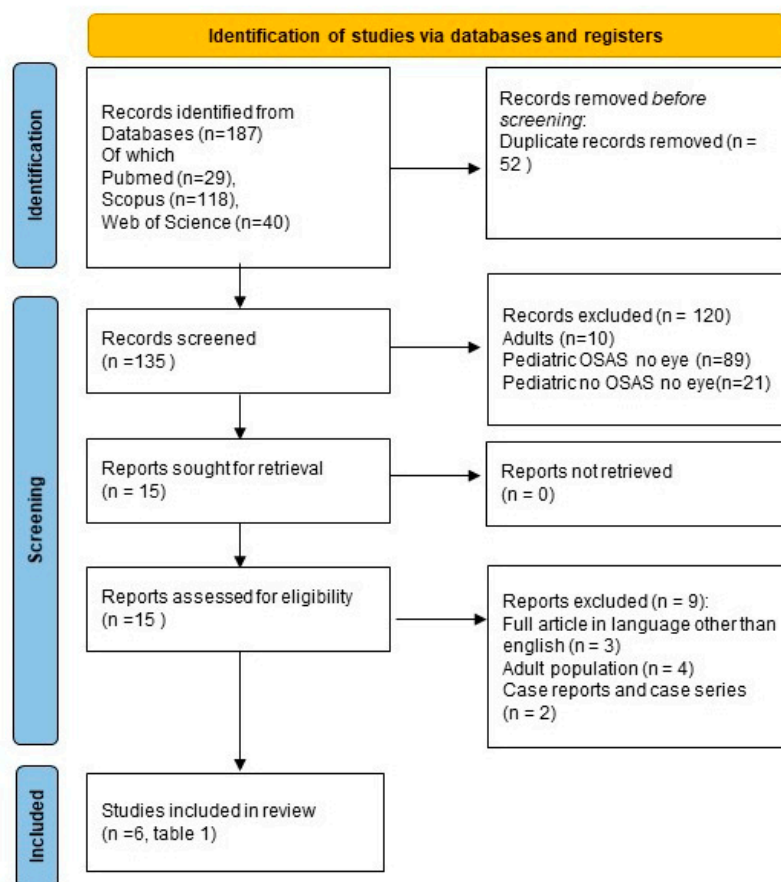 Identification of studies via databases and registers
Identification
Records identified from
Databases (n=187)
Of which
Pubmed (n=29),
Scopus (n=118),
Web of Science (n=40)
Records removed before
screening:
Duplicate records removed (n =
52 )
Screening
Records screened
(n =135 )
Records excluded (n = 120)
Adults (n=10)
Pediatric OSAS no eye (n=89)
Pediatric no OSAS no eye(n=21)
Reports sought for retrieval
(n = 15)
Reports not retrieved
(n = 0)
Reports assessed for eligibility
(n =15 )
Reports excluded (n = 9):
Full article in language other than
english (n = 3)
Adult population (n = 4)
Case reports and case series
(n = 2)
Included
Studies included in review
(n =6, table 1)